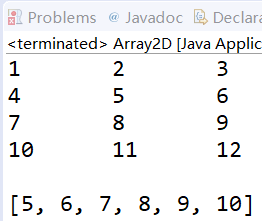 Problems @ Javadoc Declara
<terminated> Array2D [Java Applic
1 2 3
4 5 6
7 8 9
10 11 12
[5, 6, 7, 8, 9, 10]